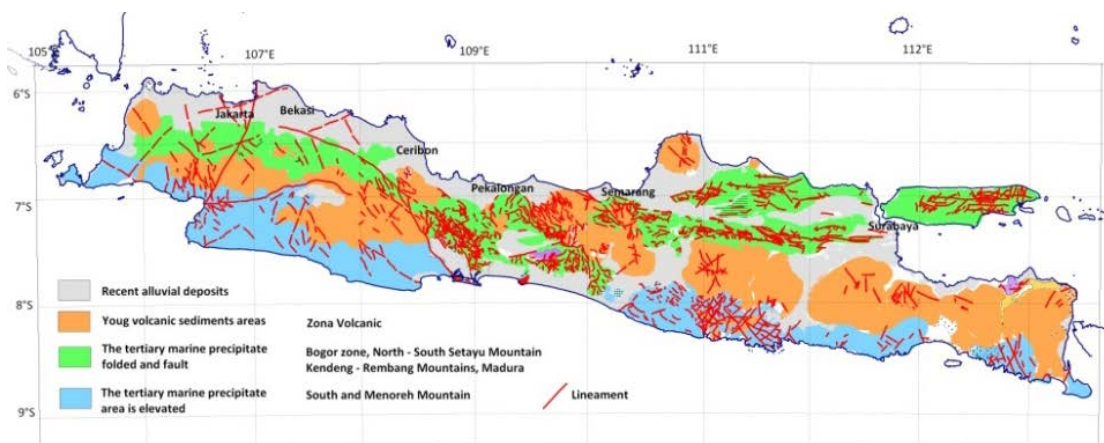 105°
107°E
109°E
111°E
112°E
6°S
Jakarta
Bekasi
Ceribon
7°S
Pekalongan
Semarang
Surabaya
8°S
Recent alluvial deposits
Youg volcanic sediments areas
Zona Volcanic
The tertiary marine precipitate
folded and fault
Bogor zone, North - South Setayu Mountain
Kendeng - Rembang Mountains, Madura
The tertiary marine precipitate
area is elevated
South and Menoreh Mountain
Lineament
9°S